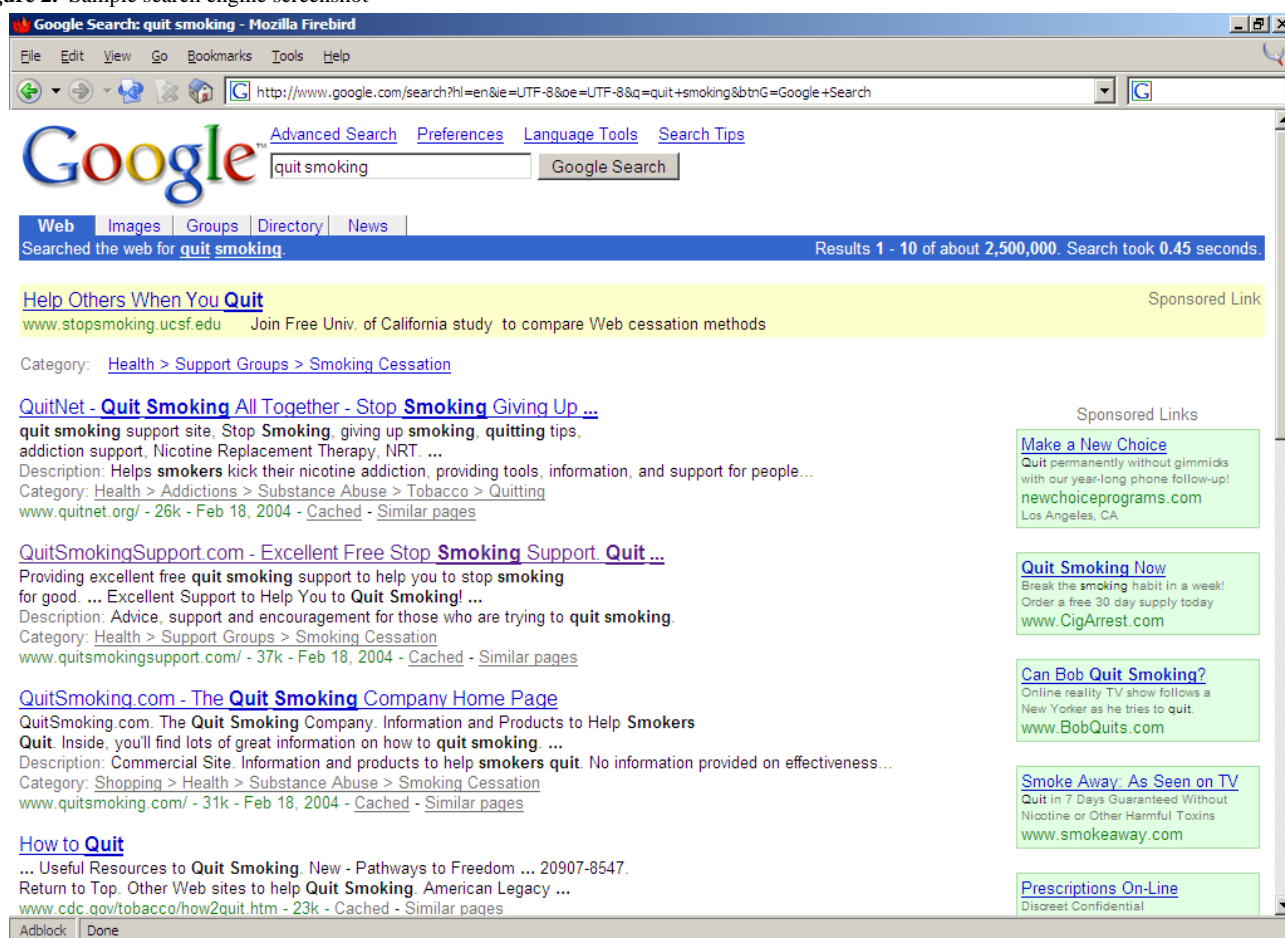 Figure 2. Sample search engine screenshot
Google Search: quit smoking - Mozilla Firebird
File Edit View Go Bookmarks Tools Help
http://www.google.com/search?hl=en&ie=UTF-8&oe=UTF-8&q=quit+smoking&btnG=Google+Search
G
Google™
Advanced Search Preferences Language Tools Search Tips
quit smoking Google Search
Web Images Groups Directory News
Searched the web for quit smoking. Results 1 - 10 of about 2,500,000. Search took 0.45 seconds.
Help Others When You Quit Sponsored Link
www.stopsmoking.ucsf.edu Join Free Univ. of California study to compare Web cessation methods
Category: Health > Support Groups > Smoking Cessation
QuitNet - Quit Smoking All Together - Stop Smoking Giving Up ...
quit smoking support site, Stop Smoking, giving up smoking, quitting tips,
addiction support, Nicotine Replacement Therapy, NRT. ...
Description: Helps smokers kick their nicotine addiction, providing tools, information, and support for people...
Category: Health > Addictions > Substance Abuse > Tobacco > Quitting
www.quitnet.org/ - 26k - Feb 18, 2004 - Cached - Similar pages
QuitSmokingSupport.com - Excellent Free Stop Smoking Support. Quit ...
Providing excellent free quit smoking support to help you to stop smoking
for good. ... Excellent Support to Help You to Quit Smoking! ...
Description: Advice, support and encouragement for those who are trying to quit smoking.
Category: Health > Support Groups > Smoking Cessation
www.quitsmokingsupport.com/ - 37k - Feb 18, 2004 - Cached - Similar pages
QuitSmoking.com - The Quit Smoking Company Home Page
QuitSmoking.com. The Quit Smoking Company. Information and Products to Help Smokers
Quit. Inside, you'll find lots of great information on how to quit smoking. ...
Description: Commercial Site. Information and products to help smokers quit. No information provided on effectiveness...
Category: Shopping > Health > Substance Abuse > Smoking Cessation
www.quitsmoking.com/ - 31k - Feb 18, 2004 - Cached - Similar pages
How to Quit
... Useful Resources to Quit Smoking. New - Pathways to Freedom ... 20907-8547.
Return to Top. Other Web sites to help Quit Smoking. American Legacy ...
www.cdc.gov/tobacco/how2quit.htm - 23k - Cached - Similar pages
Sponsored Links
Make a New Choice
Quit permanently without gimmicks
with our year-long phone follow-up!
newchoiceprograms.com
Los Angeles, CA
Quit Smoking Now
Break the smoking habit in a week!
Order a free 30 day supply today
www.CigArrest.com
Can Bob Quit Smoking?
Online reality TV show follows a
New Yorker as he tries to quit.
www.BobQuits.com
Smoke Away: As Seen on TV
Quit in 7 Days Guaranteed Without
Nicotine or Other Harmful Toxins
www.smokeaway.com
Prescriptions On-Line
Discreet Confidential
Adblock Done